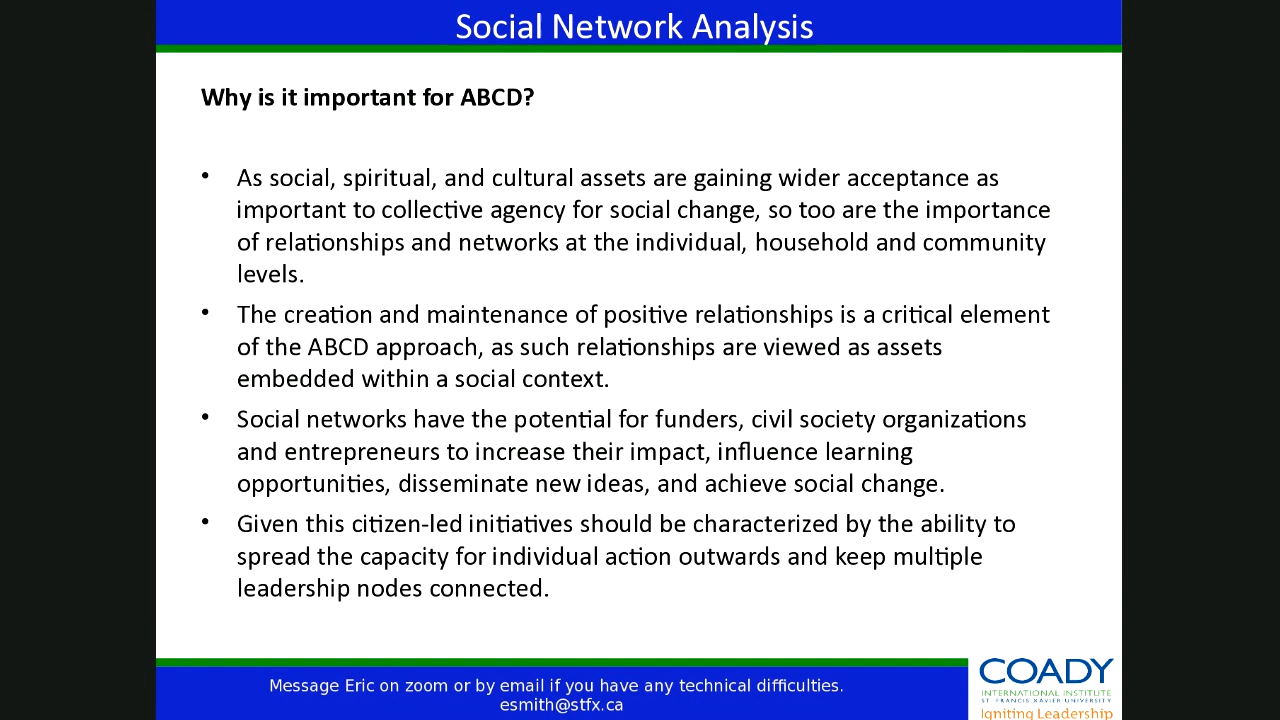 Social Network Analysis
Why is it important for ABCD?
• As social, spiritual, and cultural assets are gaining wider acceptance as
important to collective agency for social change, so too are the importance
of relationships and networks at the individual, household and community
levels.
• The creation and maintenance of positive relationships is a critical element
of the ABCD approach, as such relationships are viewed as assets
embedded within a social context.
• Social networks have the potential for funders, civil society organizations
and entrepreneurs to increase their impact, influence learning
opportunities, disseminate new ideas, and achieve social change.
• Given this citizen-led initiatives should be characterized by the ability to
spread the capacity for individual action outwards and keep multiple
leadership nodes connected.
Message Eric on zoom or by email if you have any technical difficulties.
esmith@stfx.ca
COADY
INTERNATIONAL INSTITUTE
ST. FRANCIS XAVIER UNIVERSITY
Igniting Leadership